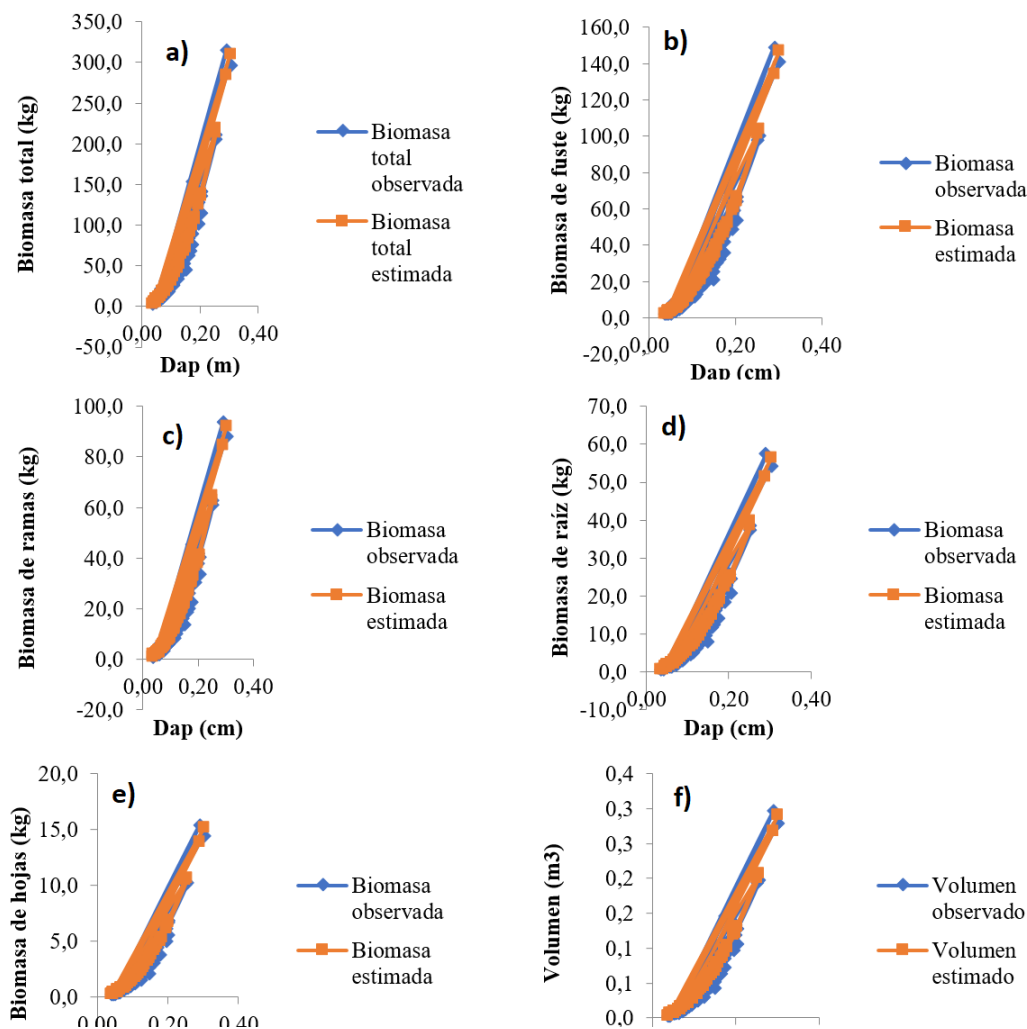 a)
Biomasa total (kg)
350,0
300,0
250,0
200,0
150,0
100,0
50,0
0,0
-50,0
0,00
0,20
0,40
Dap (m)
Biomasa
total
observada
Biomasa
total
estimada
b)
Biomasa de fuste (kg)
160,0
140,0
120,0
100,0
80,0
60,0
40,0
20,0
0,0
-20,0
0,00
0,20
0,40
Dap (cm)
Biomasa
observada
Biomasa
estimada
c)
Biomasa de ramas (kg)
100,0
80,0
60,0
40,0
20,0
0,0
-20,0
0,00
0,20
0,40
Dap (cm)
Biomasa
observada
Biomasa
estimada
d)
Biomasa de raíz (kg)
70,0
60,0
50,0
40,0
30,0
20,0
10,0
0,0
-10,0
0,00
0,20
0,40
Dap (cm)
Biomasa
observada
Biomasa
estimada
e)
Biomasa de hojas (kg)
20,0
15,0
10,0
5,0
0,0
0,00
0,20
0,40
Biomasa
observada
Biomasa
estimada
f)
Volumen (m3)
0,4
0,3
0,3
0,2
0,2
0,1
0,1
0,0
Volumen
observado
Volumen
estimado